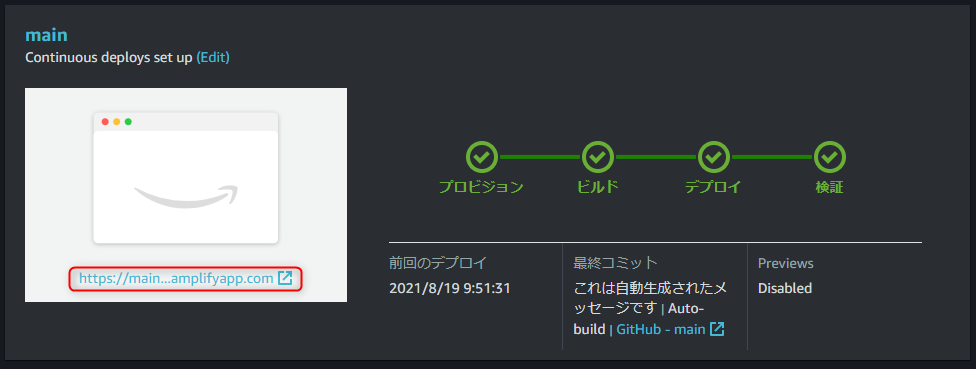 main
Continuous deploys set up (Edit)
https://main...amplifyapp.com
プロビジョン
ビルド
デプロイ
検証
前回のデプロイ
2021/8/19 9:51:31
最終コミット
これは自動生成されたメ
ッセージです | Auto-
build | GitHub - main
Previews
Disabled